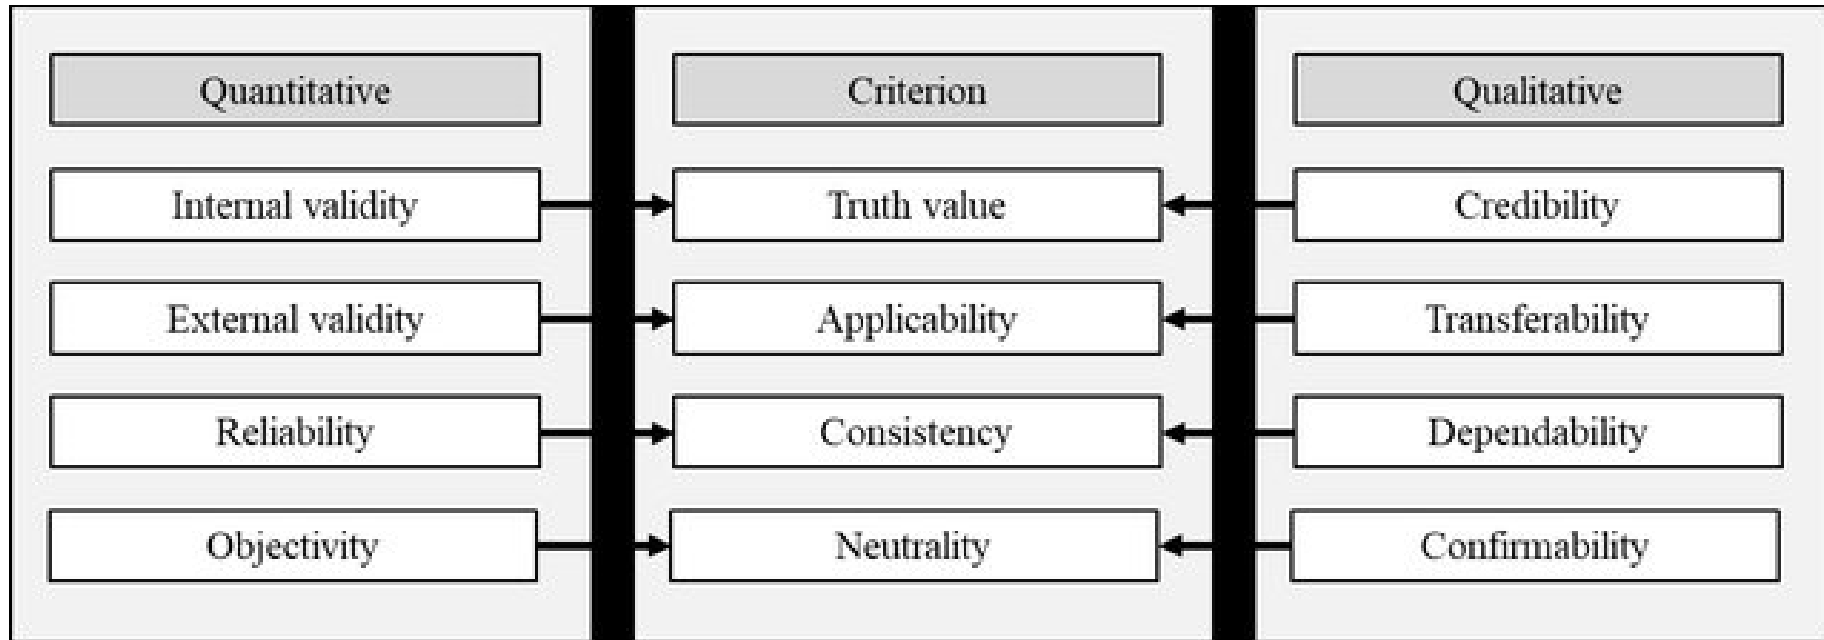 Quantitative
Criterion
Qualitative
Internal validity
Truth value
Credibility
External validity
Applicability
Transferability
Reliability
Consistency
Dependability
Objectivity
Neutrality
Confirmability